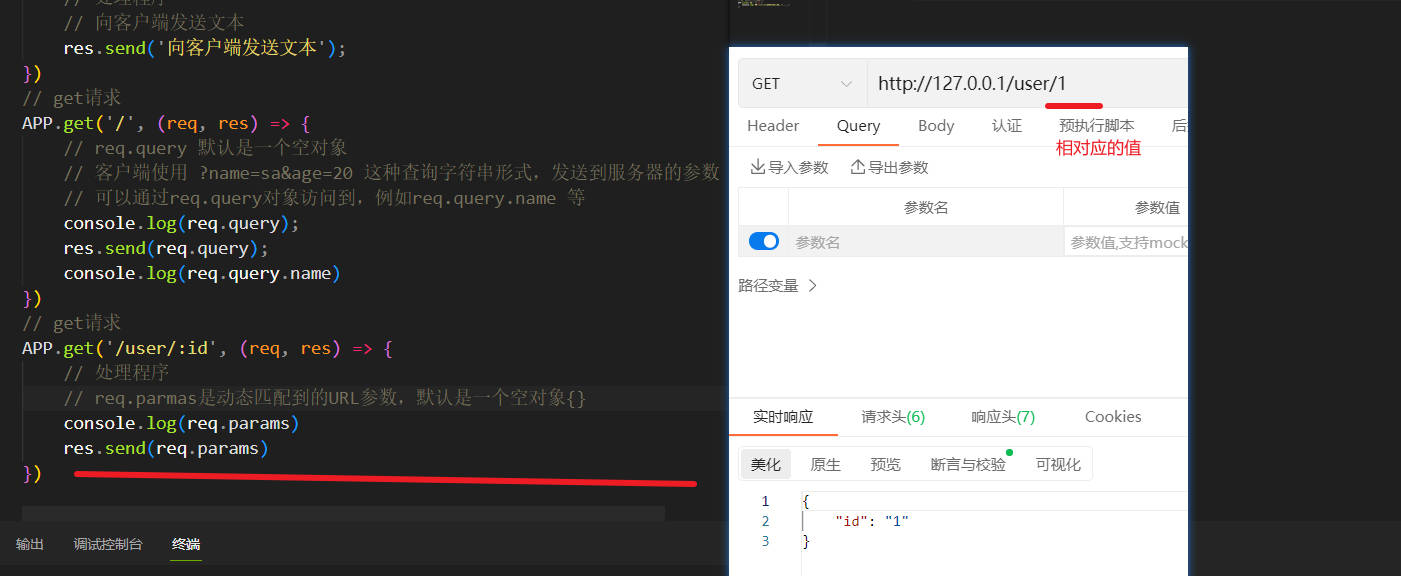 // 处理程序
// 向客户端发送文本
res.send('向客户端发送文本');
})
// get请求
APP.get('/', (req, res) => {
// req.query 默认是一个空对象
// 客户端使用 ?name=sa&age=20 这种查询字符串形式，发送到服务器的参数
// 可以通过req.query对象访问到，例如req.query.name 等
console.log(req.query);
res.send(req.query);
console.log(req.query.name)
})
// get请求
APP.get('/user/:id', (req, res) => {
// 处理程序
// req.parmas是动态匹配到的URL参数，默认是一个空对象{}
console.log(req.params)
res.send(req.params)
})
输出 调试控制台 终端
GET http://127.0.0.1/user/1
Header Query Body 认证 预执行脚本 后
相对应的值
导入参数 导出参数
参数名 参数值
参数名 参数值,支持mock
路径变量
实时响应 请求头(6) 响应头(7) Cookies
美化 原生 预览 断言与校验 可视化
1 {
2 "id": "1"
3 }